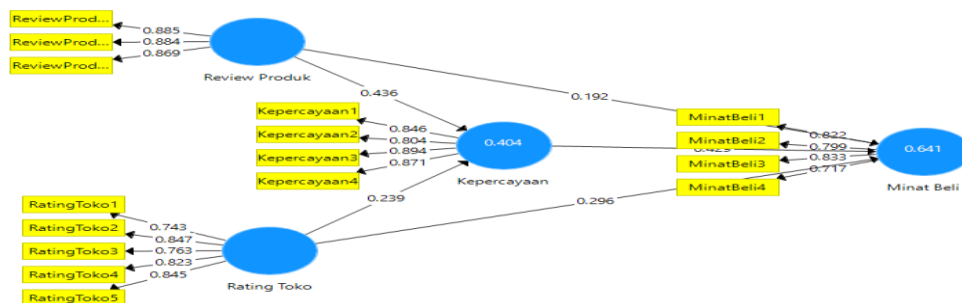 ReviewProd...
ReviewProd...
ReviewProd...
0.885
0.884
0.869
Review Produk
0.436
0.192
Kepercayaan1
Kepercayaan2
Kepercayaan3
Kepercayaan4
0.846
0.804
0.894
0.871
0.404
Kepercayaan
MinatBeli1
MinatBeli2
MinatBeli3
MinatBeli4
0.822
0.799
0.833
0.717
0.641
Minat Beli
0.239
0.296
RatingToko1
RatingToko2
RatingToko3
RatingToko4
RatingToko5
0.743
0.847
0.763
0.823
0.845
Rating Toko